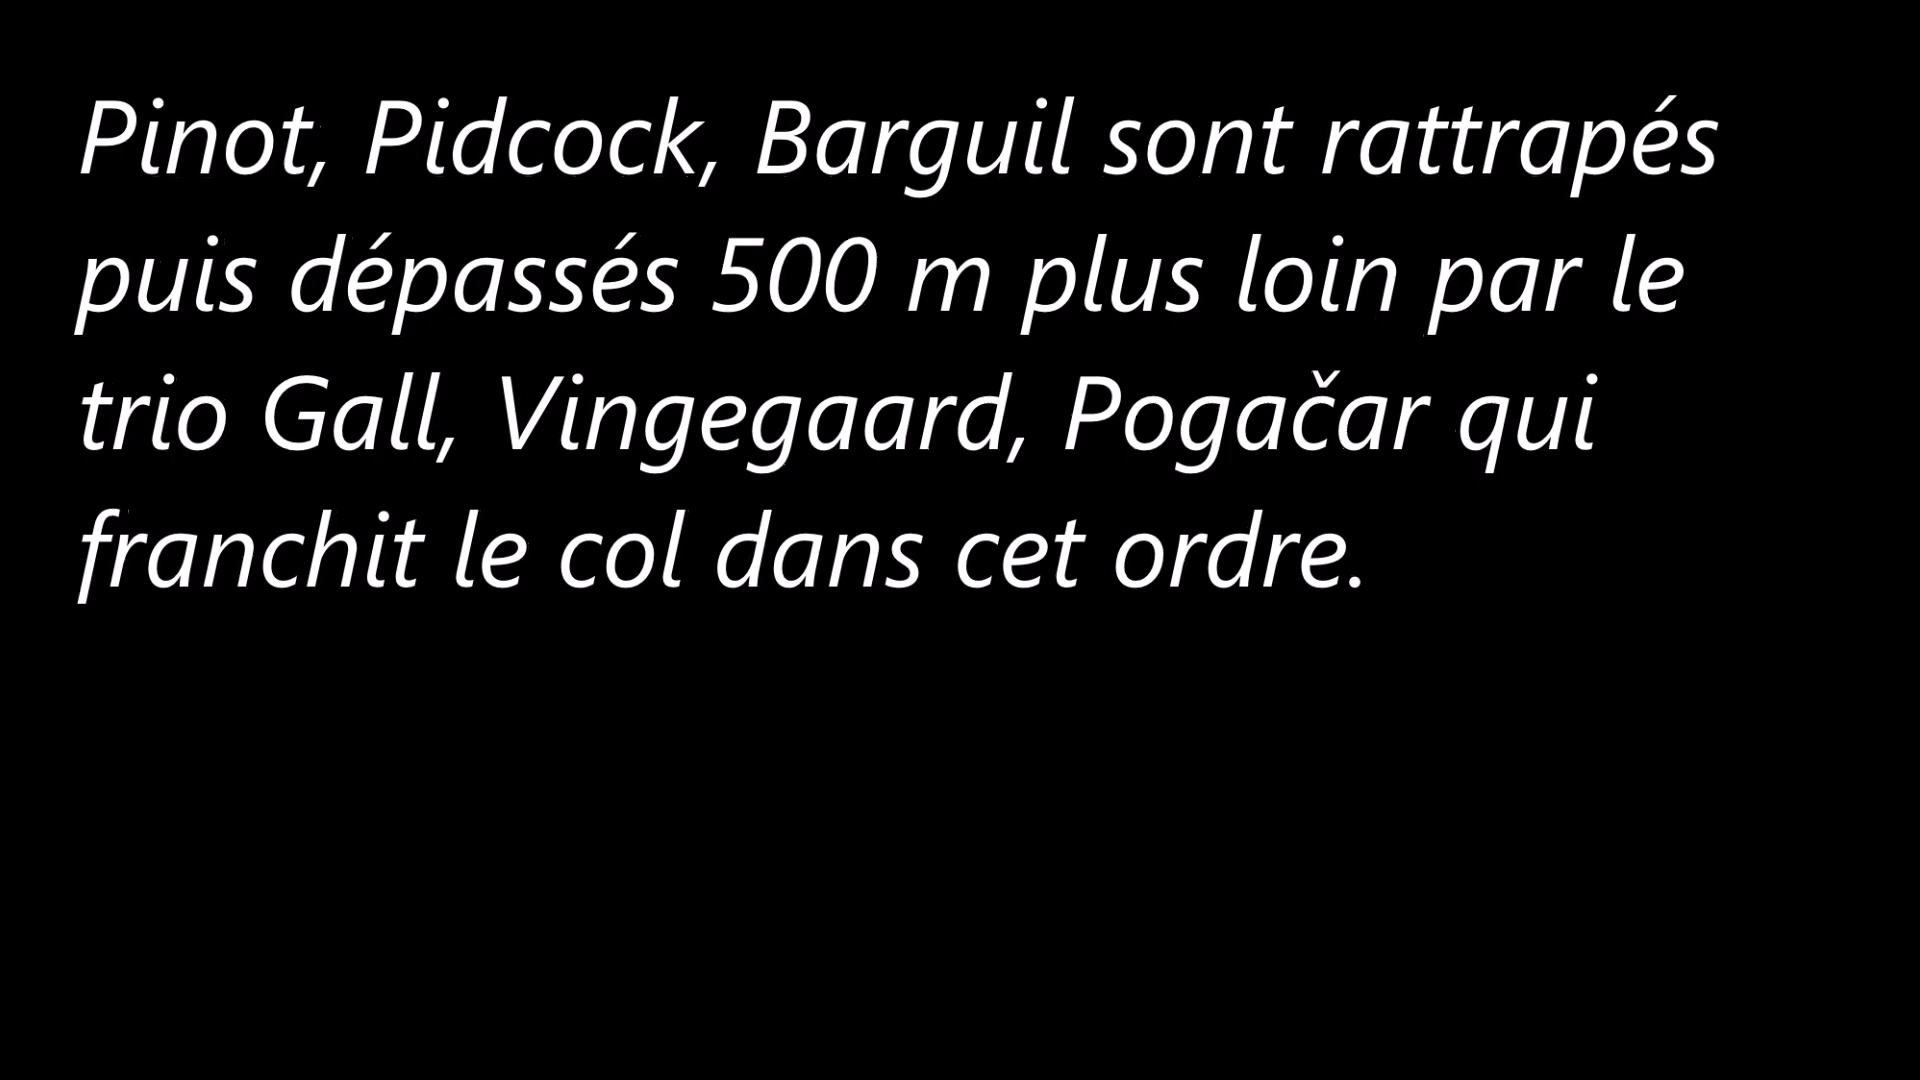 Pinot, Pidcock, Barguil sont rattrapés
puis dépassés 500 m plus loin par le
trio Gall, Vingegaard, Pogačar qui
franchit le col dans cet ordre.